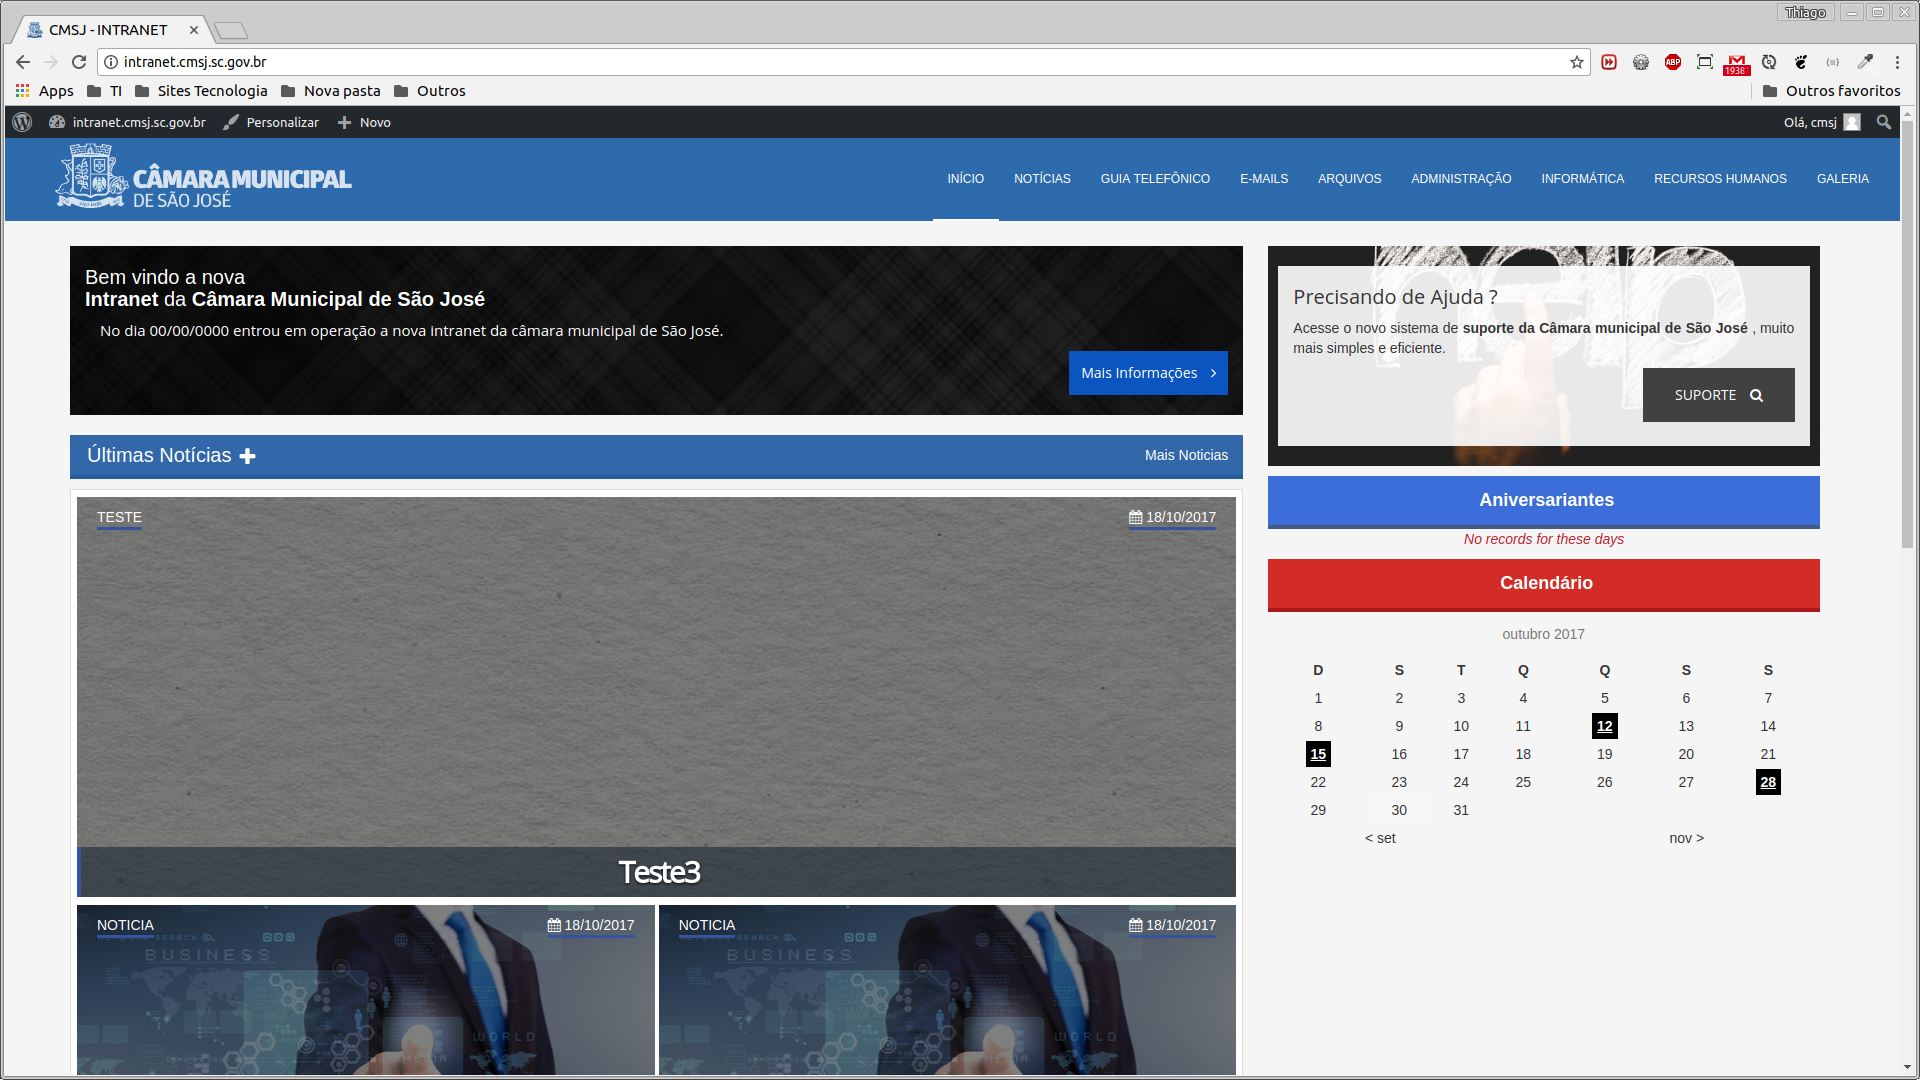 Thiago
CMSJ - INTRANET
intranet.cmsj.sc.gov.br
ABP
1938
Apps
TI
Sites Tecnologia
Nova pasta
Outros
Outros favoritos
intranet.cmsj.sc.gov.br
Personalizar
Novo
Olá, cmsj
CÂMARA MUNICIPAL
DE SÃO JOSÉ
INÍCIO
NOTÍCIAS
GUIA TELEFÔNICO
E-MAILS
ARQUIVOS
ADMINISTRAÇÃO
INFORMÁTICA
RECURSOS HUMANOS
GALERIA
Bem vindo a nova
Intranet da Câmara Municipal de São José
No dia 00/00/0000 entrou em operação a nova intranet da câmara municipal de São José.
Mais Informações
help
Precisando de Ajuda ?
Acesse o novo sistema de suporte da Câmara municipal de São José , muito
mais simples e eficiente.
SUPORTE
Últimas Notícias
Mais Noticias
TESTE
18/10/2017
Teste3
NOTICIA
18/10/2017
BUSINESS
WORLD
MEDIA
NOTICIA
18/10/2017
BUSINESS
WORLD
MEDIA
Aniversariantes
No records for these days
Calendário
outubro 2017
D S T Q Q S S
1 2 3 4 5 6 7
8 9 10 11 12 13 14
15 16 17 18 19 20 21
22 23 24 25 26 27 28
29 30 31
< set nov >